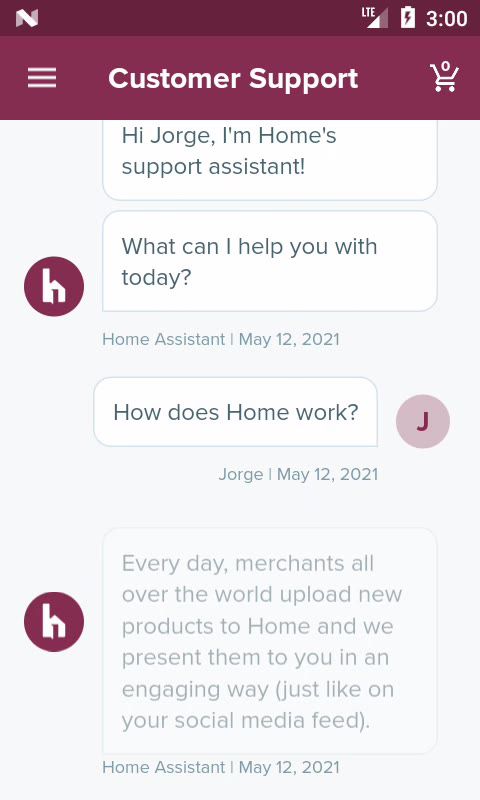 LTE 3:00
Customer Support
0
Hi Jorge, I'm Home's
support assistant!
What can I help you with
today?
h
Home Assistant | May 12, 2021
How does Home work?
J
Jorge | May 12, 2021
Every day, merchants all
over the world upload new
products to Home and we
present them to you in an
engaging way (just like on
your social media feed).
h
Home Assistant | May 12, 2021